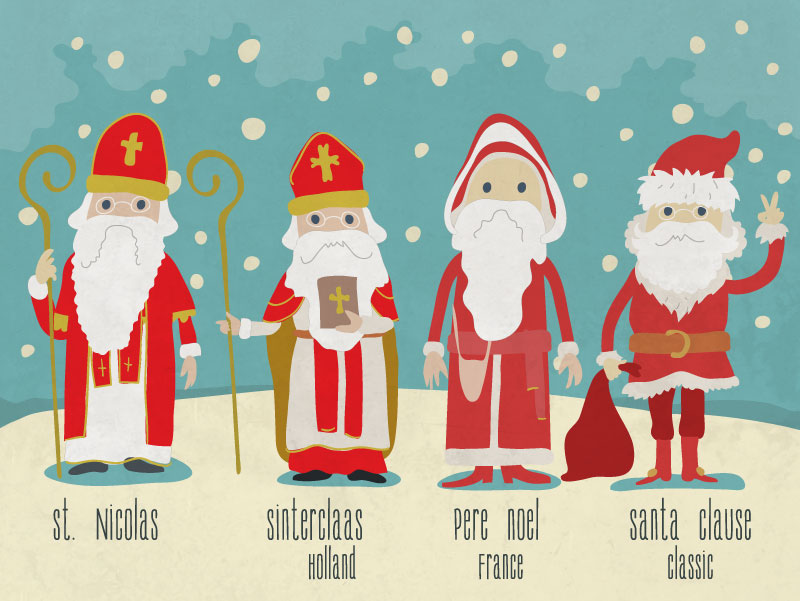 st. Nicolas
sinterclaas
Holland
Pere noel
France
santa clause
classic